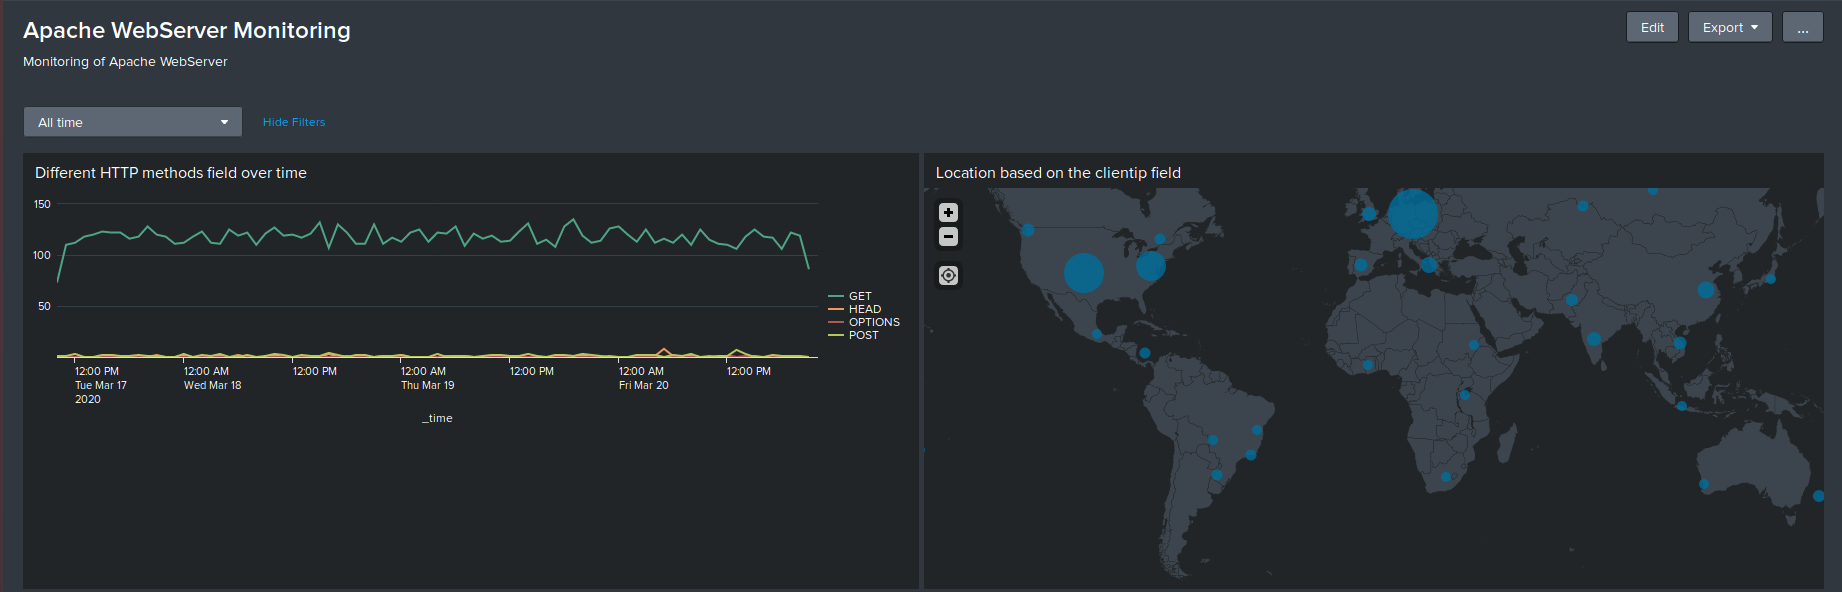 Apache WebServer Monitoring
Edit
Export
...
Monitoring of Apache WebServer
All time
Hide Filters
Different HTTP methods field over time
150
100
50
GET
HEAD
OPTIONS
POST
12:00 PM 12:00 AM 12:00 PM 12:00 AM 12:00 PM 12:00 AM 12:00 PM
Tue Mar 17 Wed Mar 18 Thu Mar 19 Fri Mar 20
2020
_time
Location based on the clientip field